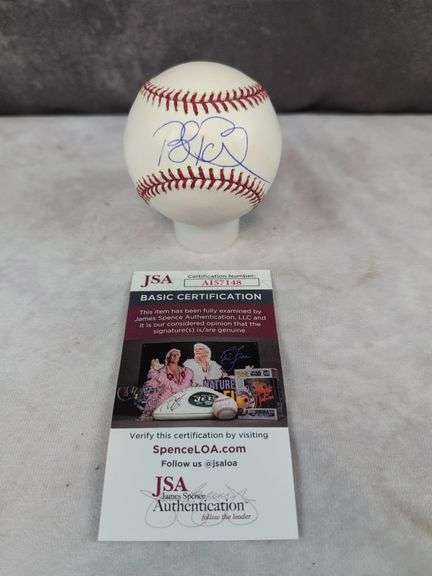 JSA
Certification Number:
AI57148
BASIC CERTIFICATION
This item has been fully examined by
James Spence Authentication, LLC and
it is our considered opinion that the
signature(s) is/are genuine.
NATURE
Verify this certification by visiting
SpenceLOA.com
Follow us @jsaloa
JSA
James Spence
Authentication™
follow the leader